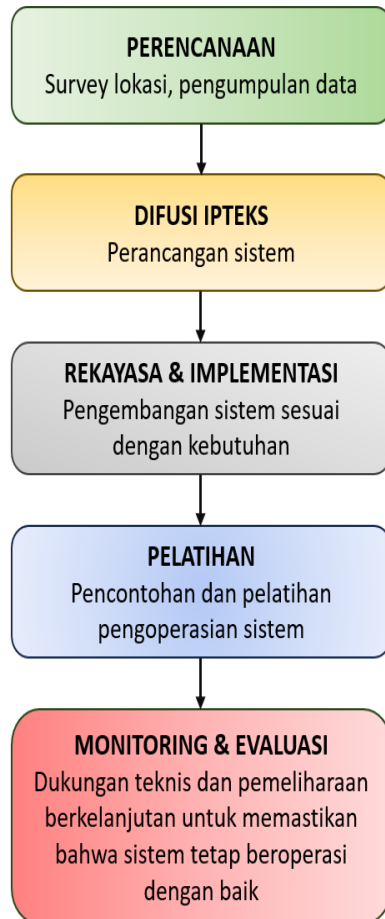 PERENCANAAN
Survey lokasi, pengumpulan data
DIFUSI IPTEKS
Perancangan sistem
REKAYASA & IMPLEMENTASI
Pengembangan sistem sesuai
dengan kebutuhan
PELATIHAN
Pencontohan dan pelatihan
pengoperasian sistem
MONITORING & EVALUASI
Dukungan teknis dan pemeliharaan
berkelanjutan untuk memastikan
bahwa sistem tetap beroperasi
dengan baik